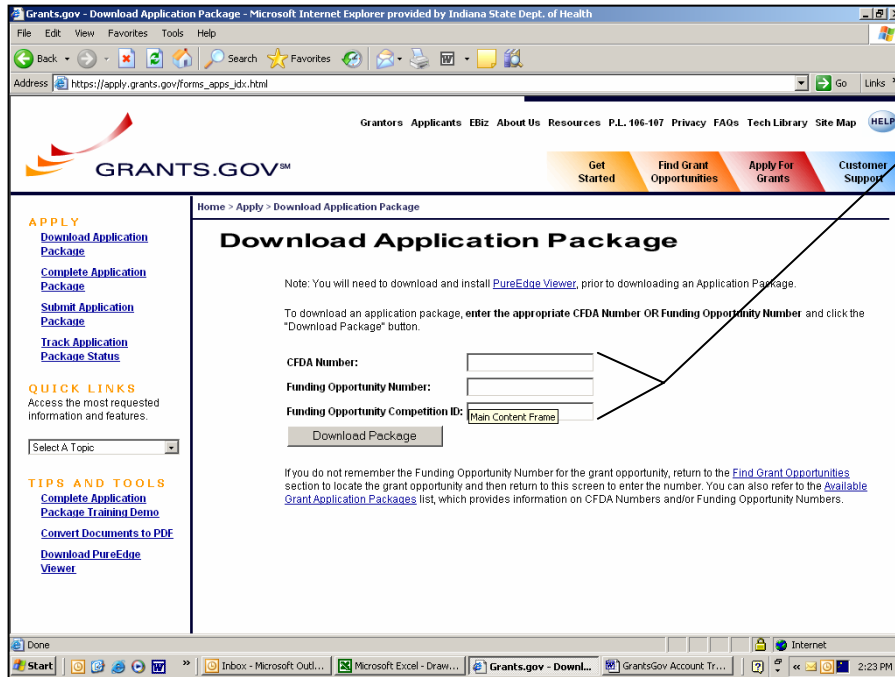 Grants.gov - Download Application Package - Microsoft Internet Explorer provided by Indiana State Dept. of Health
File Edit View Favorites Tools Help
Back Search Favorites
Address https://apply.grants.gov/forms_apps_idx.html Go Links
Grantors Applicants EBiz About Us Resources P.L. 106-107 Privacy FAQs Tech Library Site Map HELP
GRANTS.GOV℠
Get Started
Find Grant Opportunities
Apply For Grants
Customer Support
Home > Apply > Download Application Package
APPLY
Download Application
Package
Complete Application
Package
Submit Application
Package
Track Application
Package Status
QUICK LINKS
Access the most requested
information and features.
Select A Topic
TIPS AND TOOLS
Complete Application
Package Training Demo
Convert Documents to PDF
Download PureEdge
Viewer
Download Application Package
Note: You will need to download and install PureEdge Viewer, prior to downloading an Application Package.
To download an application package, enter the appropriate CFDA Number OR Funding Opportunity Number and click the
"Download Package" button.
CFDA Number:
Funding Opportunity Number:
Funding Opportunity Competition ID:
Main Content Frame
Download Package
If you do not remember the Funding Opportunity Number for the grant opportunity, return to the Find Grant Opportunities
section to locate the grant opportunity and then return to this screen to enter the number. You can also refer to the Available
Grant Application Packages list, which provides information on CFDA Numbers and/or Funding Opportunity Numbers.
Done Internet
Start Inbox - Microsoft Outl... Microsoft Excel - Draw... Grants.gov - Downl... GrantsGov Account Tr... 2:23 PM